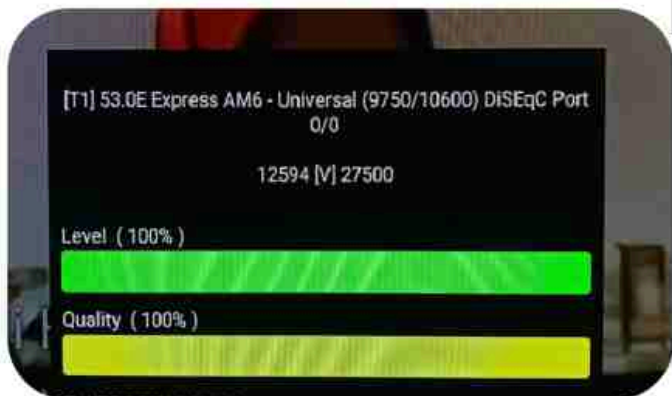 [T1] 53.0E Express AM6 - Universal (9750/10600) DiSEqC Port
0/0
12594 [V] 27500
Level ( 100% )
Quality ( 100% )